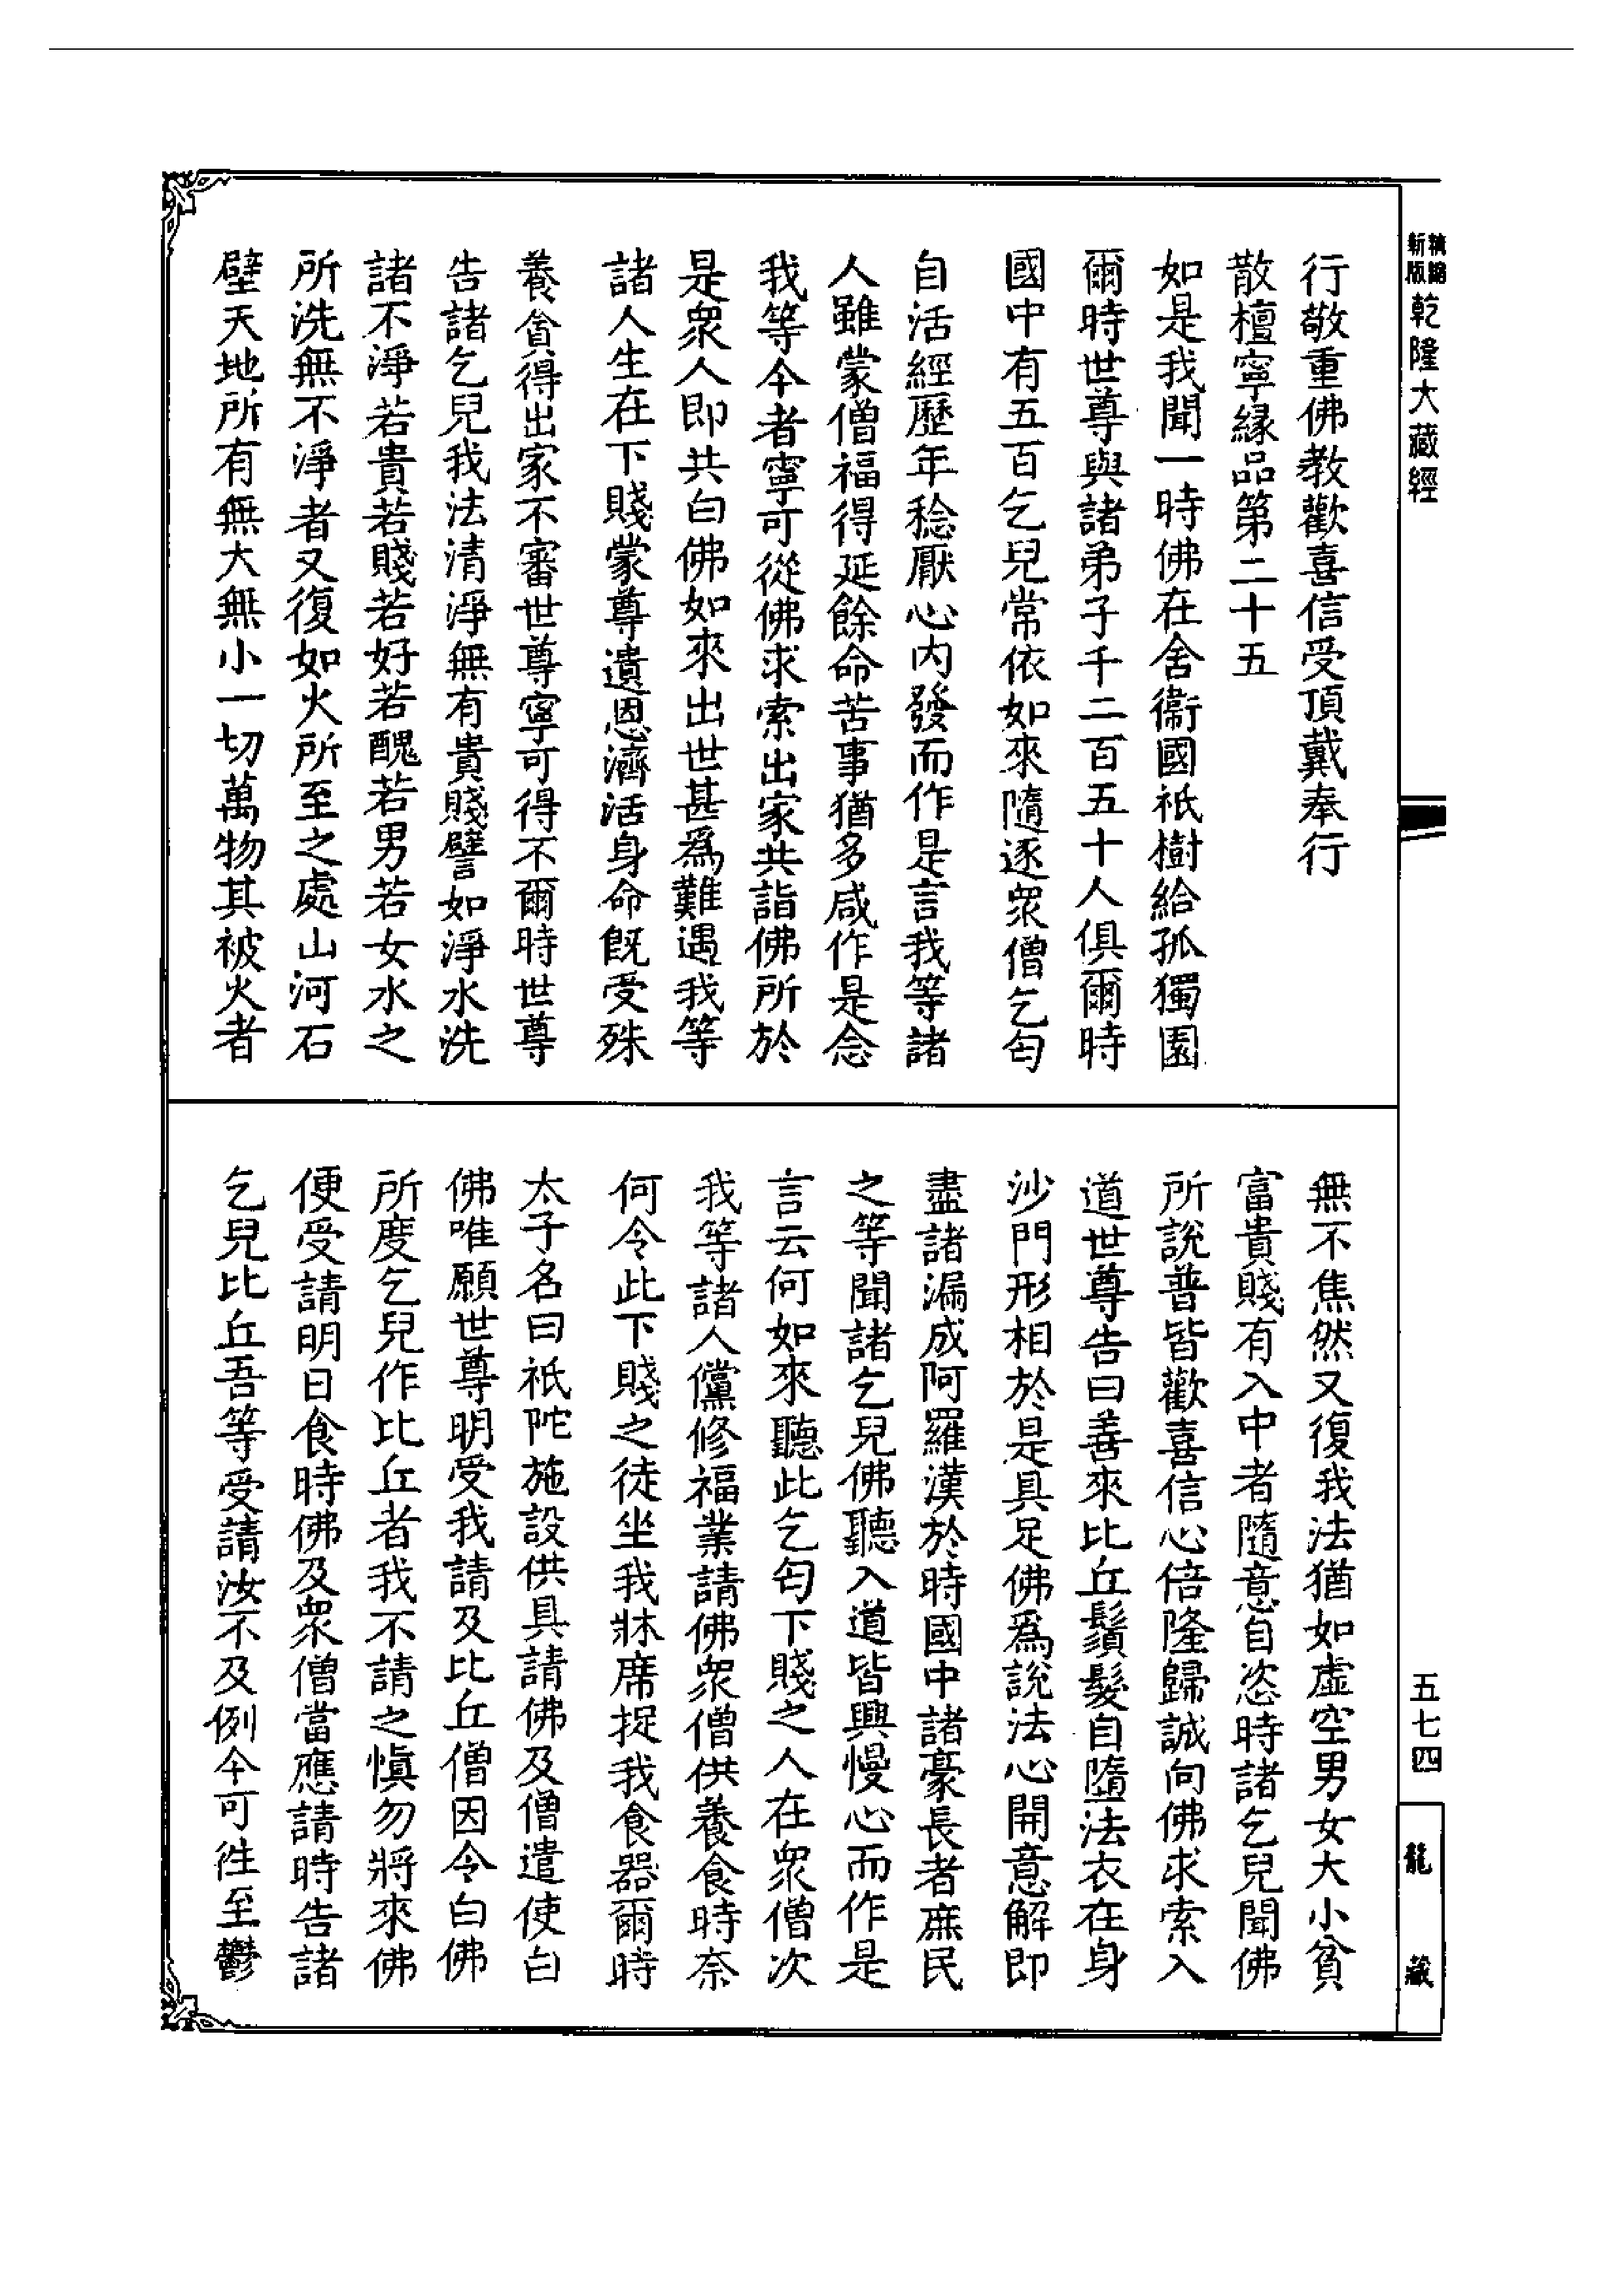 新版 精縮 乾隆大藏經
行敬重佛教歡喜信受頂戴奉行
散檀寧緣品第二十五
如是我聞一時佛在舍衞國祇樹給孤獨園
爾時世尊與諸弟子千二百五十人俱爾時
國中有五百乞兒常依如來隨逐衆僧乞匄
自活經歷年稔厭心內發而作是言我等諸
人雖蒙僧福得延餘命苦事猶多咸作是念
我等今者寧可從佛求索出家共詣佛所於
是衆人即共白佛如來出世甚爲難遇我等
諸人生在下賤蒙尊遺恩濟活身命旣受殊
養貪得出家不審世尊寧可得不爾時世尊
告諸乞兒我法清淨無有貴賤譬如淨水洗
諸不淨若貴若賤若好若醜若男若女水之
所洗無不淨者又復如火所至之處山河石
壁天地所有無大無小一切萬物其被火者
無不焦然又復我法猶如虛空男女大小貧
富貴賤有入中者隨意自恣時諸乞兒聞佛
所說普皆歡喜信心倍隆歸誠向佛求索入
道世尊告曰善來比丘鬚髮自墮法衣在身
沙門形相於是具足佛爲說法心開意解即
盡諸漏成阿羅漢於時國中諸豪長者庶民
之等聞諸乞兒佛聽入道皆興慢心而作是
言云何如來聽此乞匄下賤之人在衆僧次
我等諸人儻修福業請佛衆僧供養食時奈
何令此下賤之徒坐我牀席捉我食器爾時
太子名曰祇陀施設供具請佛及僧遣使白
佛唯願世尊明受我請及比丘僧因令白佛
所度乞兒作比丘者我不請之愼勿將來佛
便受請明日食時佛及衆僧當應請時告諸
乞兒比丘吾等受請汝不及例今可徃至鬱
五七四
龍藏